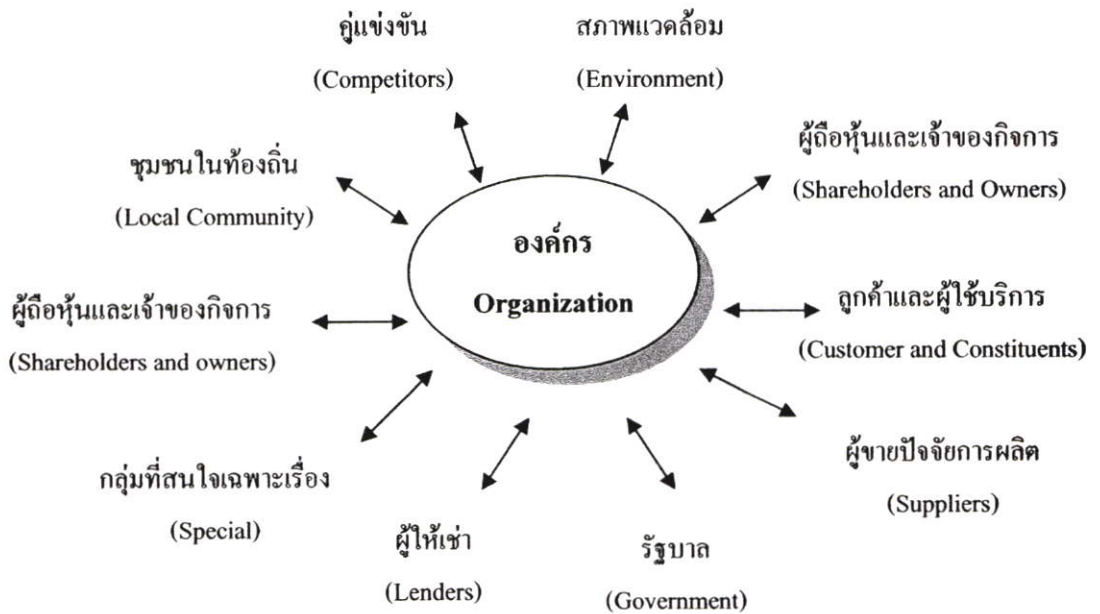 คู่แข่งขัน
(Competitors)
สภาพแวดล้อม
(Environment)
ผู้ถือหุ้นและเจ้าของกิจการ
(Shareholders and Owners)
ชุมชนในท้องถิ่น
(Local Community)
องค์กร
Organization
ผู้ถือหุ้นและเจ้าของกิจการ
(Shareholders and owners)
ลูกค้าและผู้ใช้บริการ
(Customer and Constituents)
ผู้ขายปัจจัยการผลิต
(Suppliers)
กลุ่มที่สนใจเฉพาะเรื่อง
(Special)
ผู้ให้เช่า
(Lenders)
รัฐบาล
(Government)